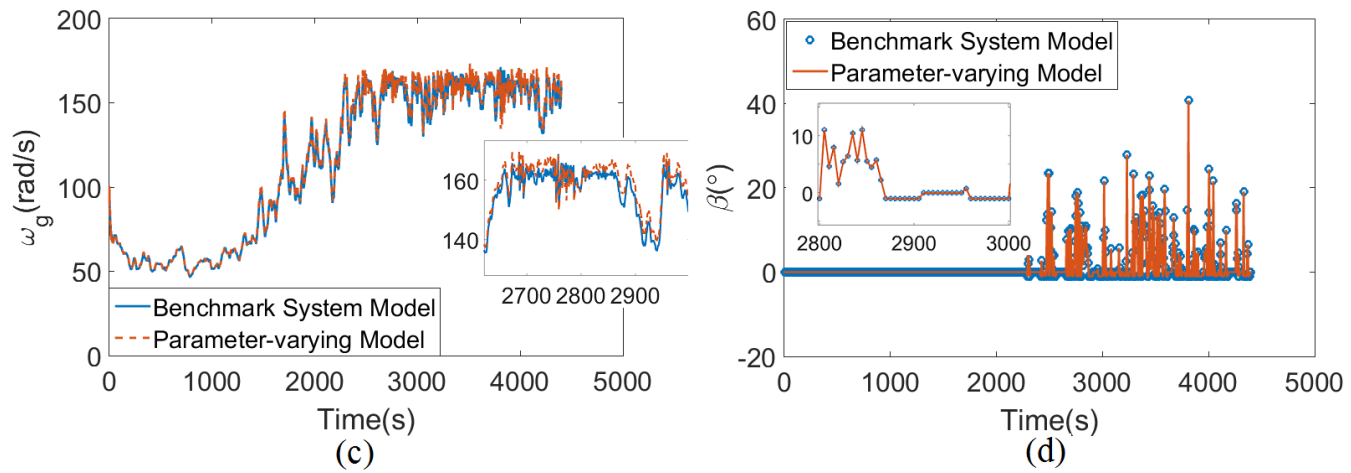 200
150
100
50
0
ωg(rad/s)
160
140
2700 2800 2900
Benchmark System Model
Parameter-varying Model
0 1000 2000 3000 4000 5000
Time(s)
(c)
60
40
20
0
-20
β(°)
Benchmark System Model
Parameter-varying Model
10
0
2800 2900 3000
0 1000 2000 3000 4000 5000
Time(s)
(d)